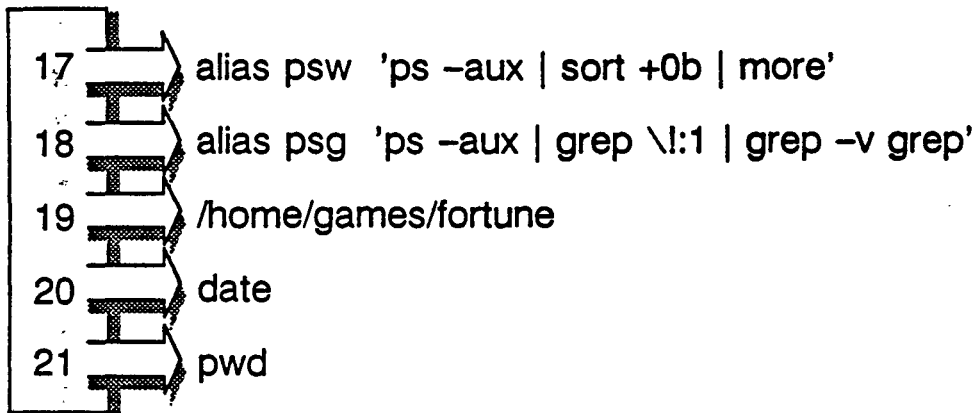 17 alias psw 'ps –aux | sort +0b | more'
18 alias psg 'ps –aux | grep \!:1 | grep –v grep'
19 /home/games/fortune
20 date
21 pwd